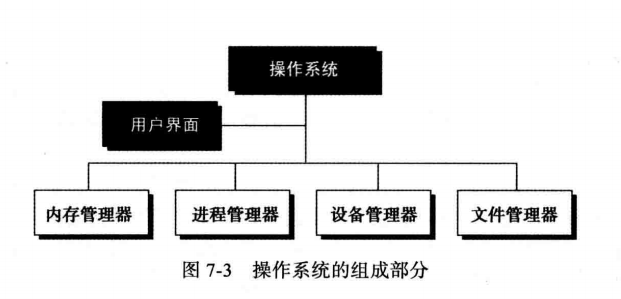 操作系统
用户界面
内存管理器 进程管理器 设备管理器 文件管理器
图 7-3 操作系统的组成部分